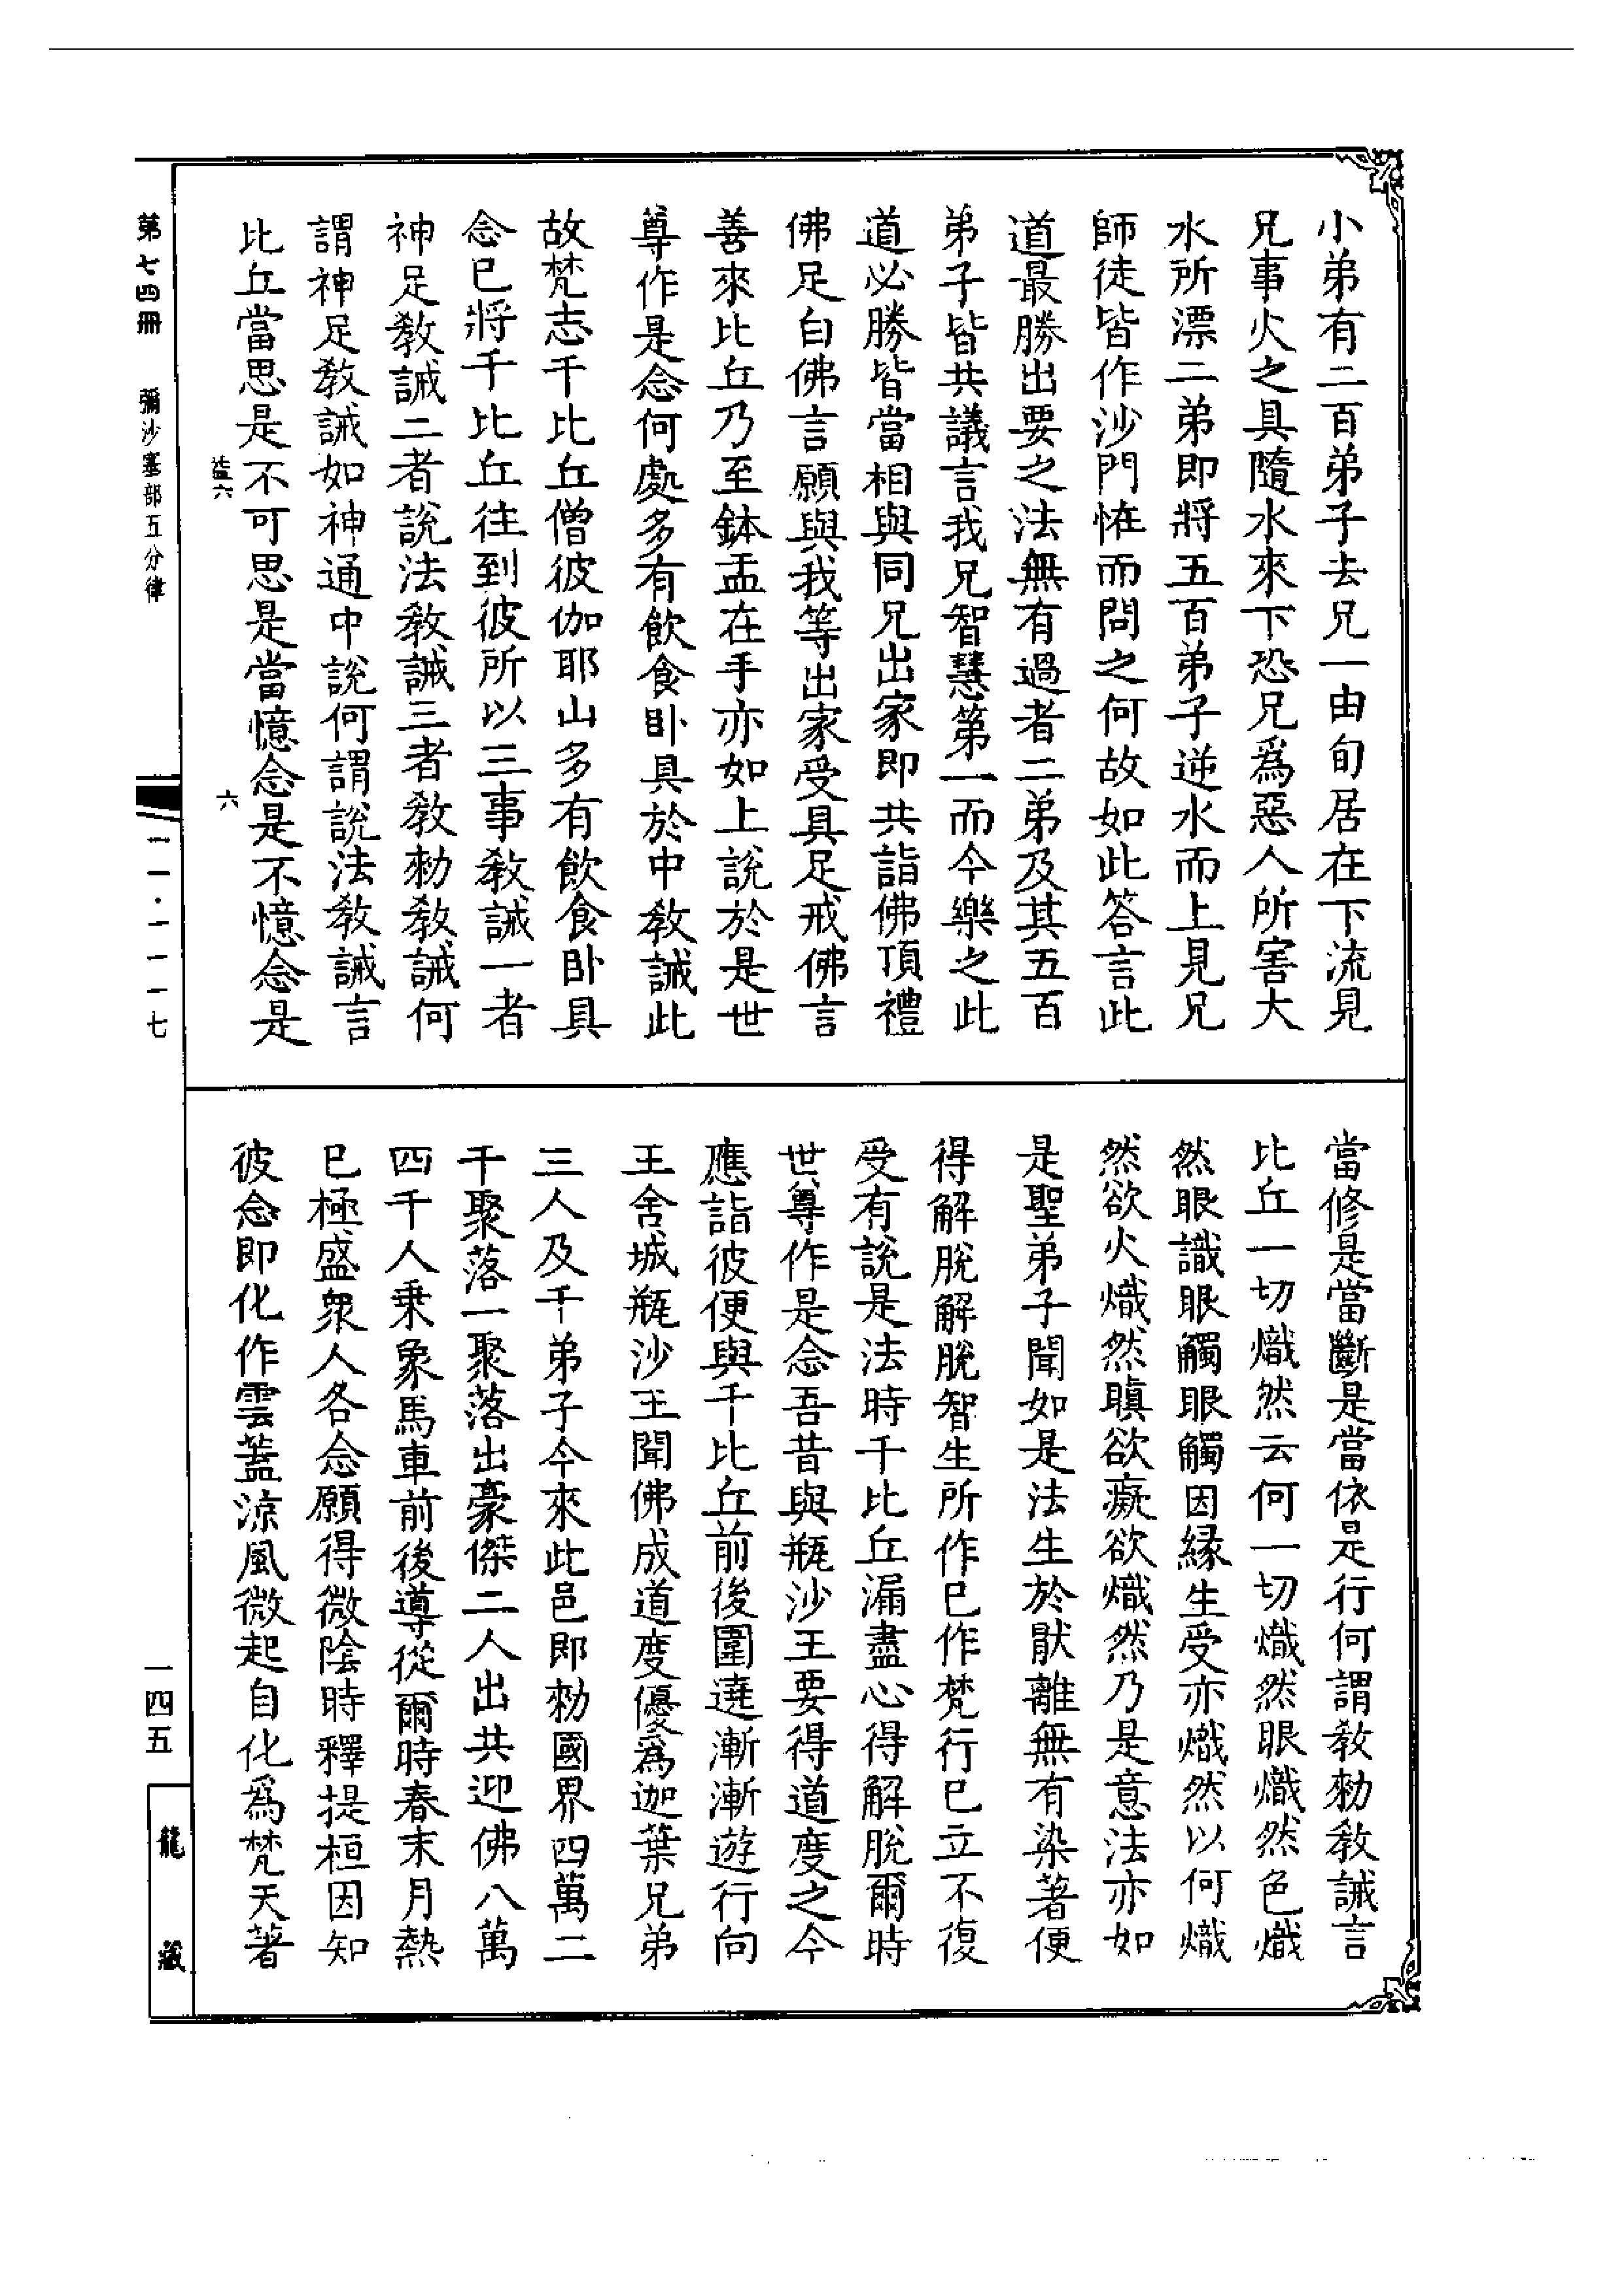 小弟有二百弟子去兄一由旬居在下流見
兄事火之具隨水來下恐兄爲惡人所害大
水所漂二弟即將五百弟子逆水而上見兄
師徒皆作沙門恠而問之何故如此答言此
道最勝出要之法無有過者二弟及其五百
弟子皆共議言我兄智慧第一而今樂之此
道必勝皆當相與同兄出家即共詣佛頂禮
佛足白佛言願與我等出家受具足戒佛言
善來比丘乃至鉢盂在手亦如上說於是世
尊作是念何處多有飲食卧具於中敎誡此
故梵志千比丘僧彼伽耶山多有飲食卧具
念已將千比丘往到彼所以三事敎誡一者
神足敎誡二者說法敎誡三者敎勑敎誡何
謂神足敎誡如神通中說何謂說法敎誡言
比丘當思是不可思是當憶念是不憶念是
當修是當斷是當依是行何謂敎勑敎誡言
比丘一切熾然云何一切熾然眼熾然色熾
然眼識眼觸眼觸因緣生受亦熾然以何熾
然欲火熾然瞋欲癡欲熾然乃是意法亦如
是聖弟子聞如是法生於猒離無有染著便
得解脫解脫智生所作已作梵行已立不復
受有說是法時千比丘漏盡心得解脫爾時
世尊作是念吾昔與瓶沙王要得道度之今
應詣彼便與千比丘前後圍遶漸漸遊行向
王舍城瓶沙王聞佛成道度優爲迦葉兄弟
三人及千弟子今來此邑即勑國界四萬二
千聚落一聚落出豪傑二人出共迎佛八萬
四千人乘象馬車前後導從爾時春末月熱
已極盛衆人各念願得微陰時釋提桓因知
彼念即化作雲蓋涼風微起自化爲梵天著
益六
六
第七四冊
彌沙塞部五分律
一一·一一一七
一四五
龍藏